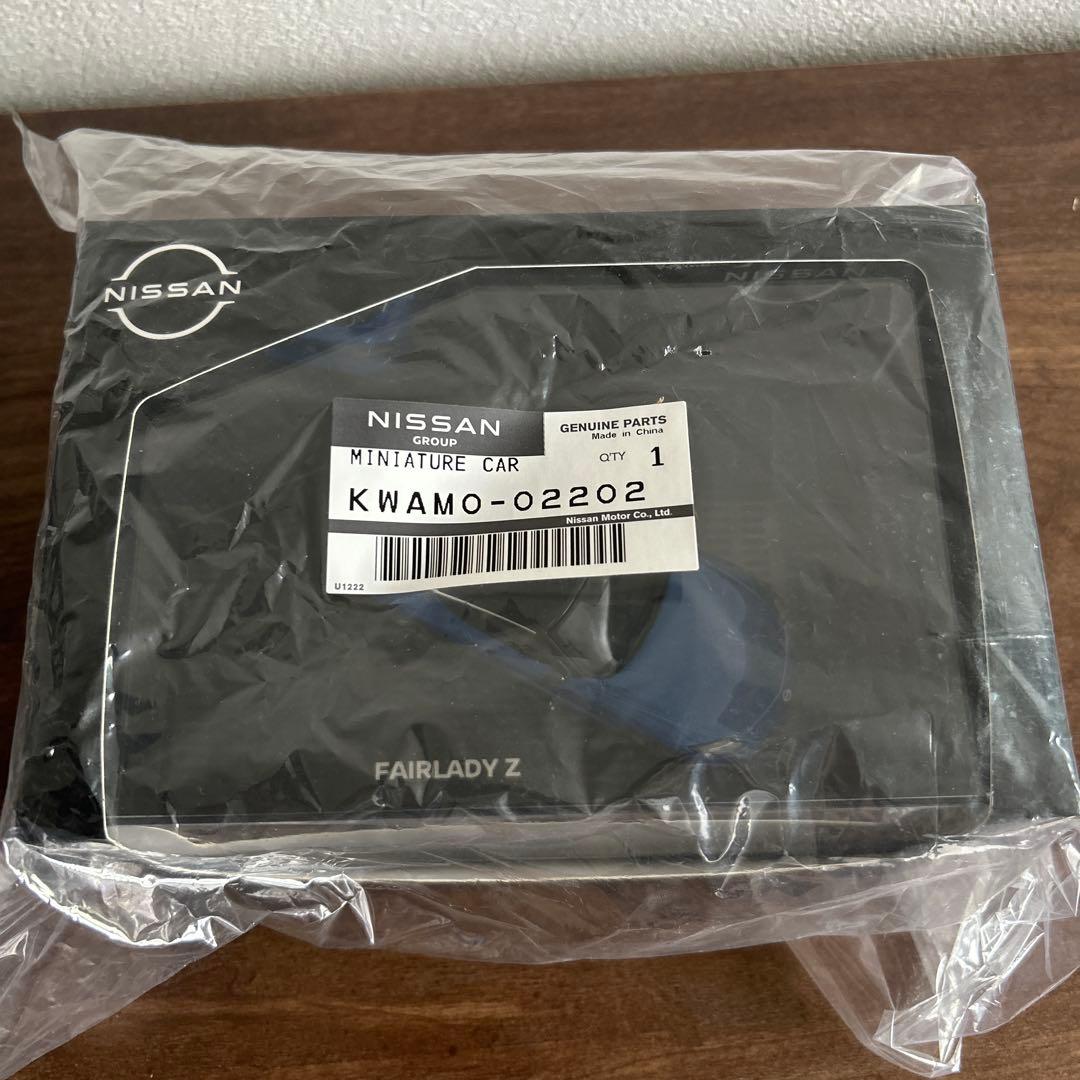 NISSAN
NISSAN
NISSAN
GROUP
GENUINE PARTS
Made in China
MINIATURE CAR
Q'TY 1
KWAM0-02202
Nissan Motor Co., Ltd.
U1222
FAIRLADY Z